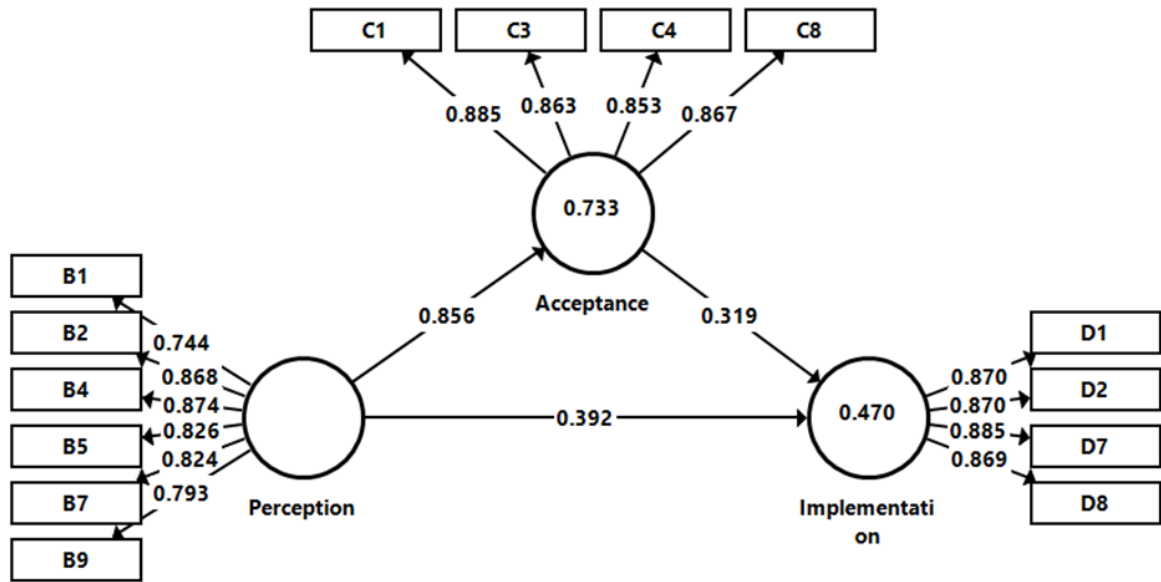 C1
C3
C4
C8
0.885
0.863
0.853
0.867
0.733
Acceptance
B1
B2
B4
B5
B7
B9
0.744
0.868
0.874
0.826
0.824
0.793
0.856
0.319
0.392
Perception
0.470
Implementati
on
0.870
0.870
0.885
0.869
D1
D2
D7
D8